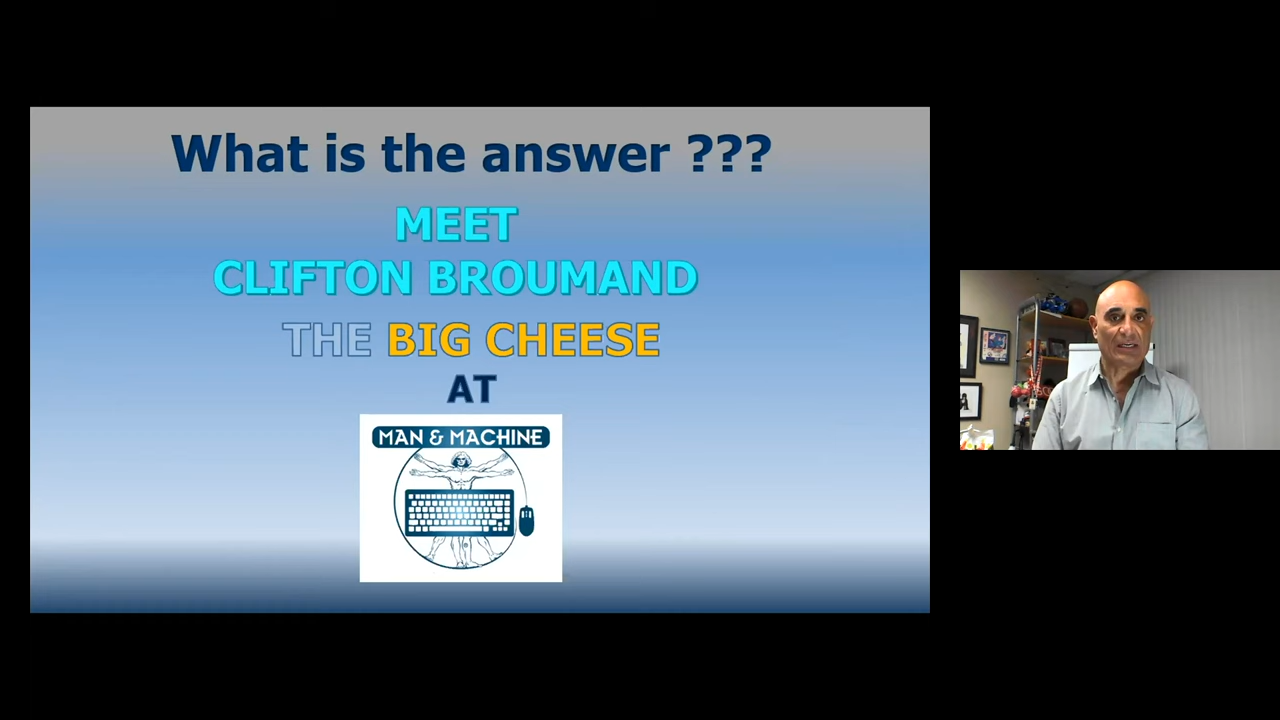 What is the answer ???
MEET
CLIFTON BROUMAND
THE BIG CHEESE
AT
MAN & MACHINE